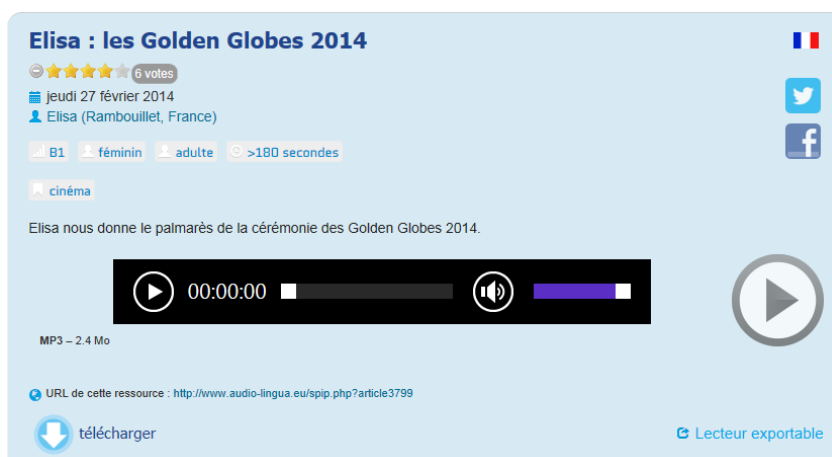 Elisa : les Golden Globes 2014
6 votes
jeudi 27 février 2014
Elisa (Rambouillet, France)
B1 féminin adulte >180 secondes
cinéma
Elisa nous donne le palmarès de la cérémonie des Golden Globes 2014.
00:00:00
MP3 – 2.4 Mo
URL de cette ressource : http://www.audio-lingua.eu/spip.php?article3799
télécharger
Lecteur exportable